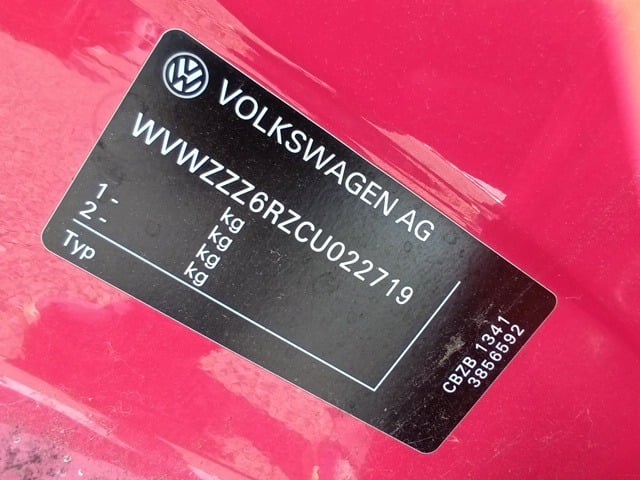 VOLKSWAGEN AG
WVWZZZ6RZCU022719
kg
1- kg
2- kg
kg
Typ
CBZB 1341
3856592